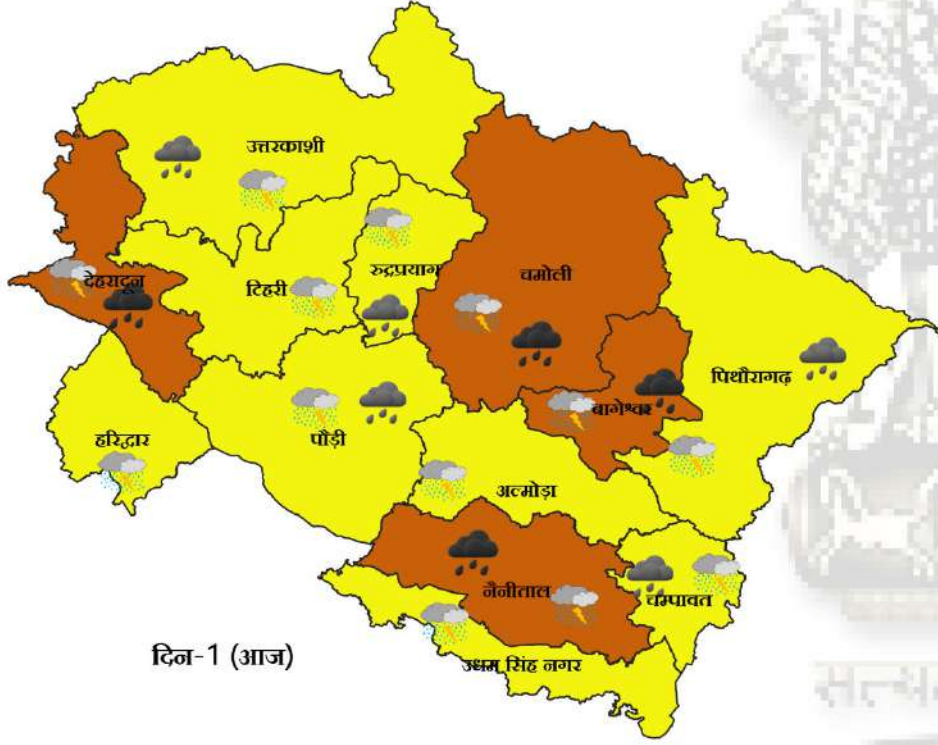 उत्तरकाशी
देहरादून
टिहरी
रुद्रप्रयाग
चमोली
पिथौरागढ़
बागेश्वर
हरिद्वार
पौड़ी
अल्मोड़ा
नैनीताल
चम्पावत
उधम सिंह नगर
दिन-1 (आज)